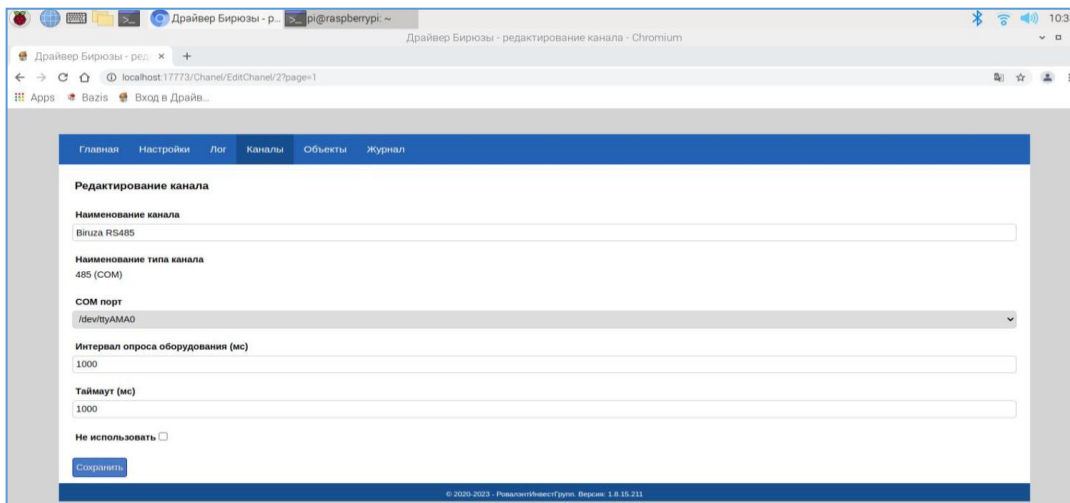 Драйвер Бирюзы - р...
pi@raspberrypi: ~
10:3
Драйвер Бирюзы - редактирование канала - Chromium
Драйвер Бирюзы - ред
localhost:17773/Chanel/EditChanel/2?page=1
Apps
Bazis
Вход в Драйв...
Главная
Настройки
Лог
Каналы
Объекты
Журнал
Редактирование канала
Наименование канала
Biruza RS485
Наименование типа канала
485 (COM)
COM порт
/dev/ttyAMA0
Интервал опроса оборудования (мс)
1000
Таймаут (мс)
1000
Не использовать
Сохранить
© 2020-2023 - РовалэнтИнвестГрупп. Версия: 1.8.15.211